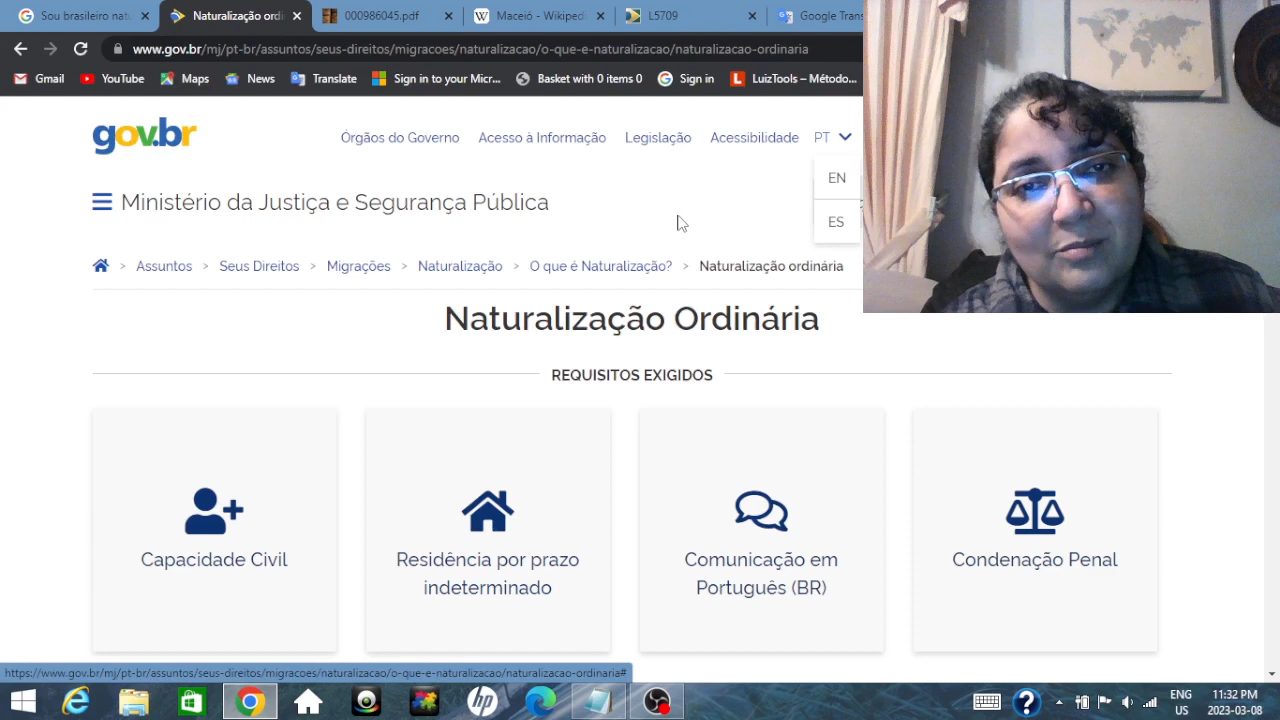 Sou brasileiro nat
Naturalização ordi
000986045.pdf
Maceió - Wikiped
L5709
Google Tran
www.gov.br/mj/pt-br/assuntos/seus-direitos/migracoes/naturalizacao/o-que-e-naturalizacao/naturalizacao-ordinaria
Gmail YouTube Maps News Translate Sign in to your Micr... Basket with 0 items 0 Sign in LuizTools – Método...
gov.br
Órgãos do Governo Acesso à Informação Legislação Acessibilidade PT
EN
ES
Ministério da Justiça e Segurança Pública
> Assuntos > Seus Direitos > Migrações > Naturalização > O que é Naturalização? > Naturalização ordinária
Naturalização Ordinária
REQUISITOS EXIGIDOS
Capacidade Civil
Residência por prazo
indeterminado
Comunicação em
Português (BR)
Condenação Penal
https://www.gov.br/mj/pt-br/assuntos/seus-direitos/migracoes/naturalizacao/o-que-e-naturalizacao/naturalizacao-ordinaria#
hp
ENG
US
11:32 PM
2023-03-08